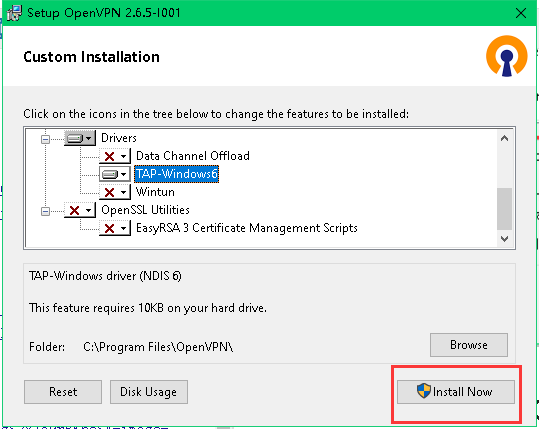 Setup OpenVPN 2.6.5-I001
Custom Installation
Click on the icons in the tree below to change the features to be installed:
Drivers
Data Channel Offload
TAP-Windows6
Wintun
OpenSSL Utilities
EasyRSA 3 Certificate Management Scripts
TAP-Windows driver (NDIS 6)
This feature requires 10KB on your hard drive.
Folder: C:\Program Files\OpenVPN\
Browse
Reset Disk Usage Install Now